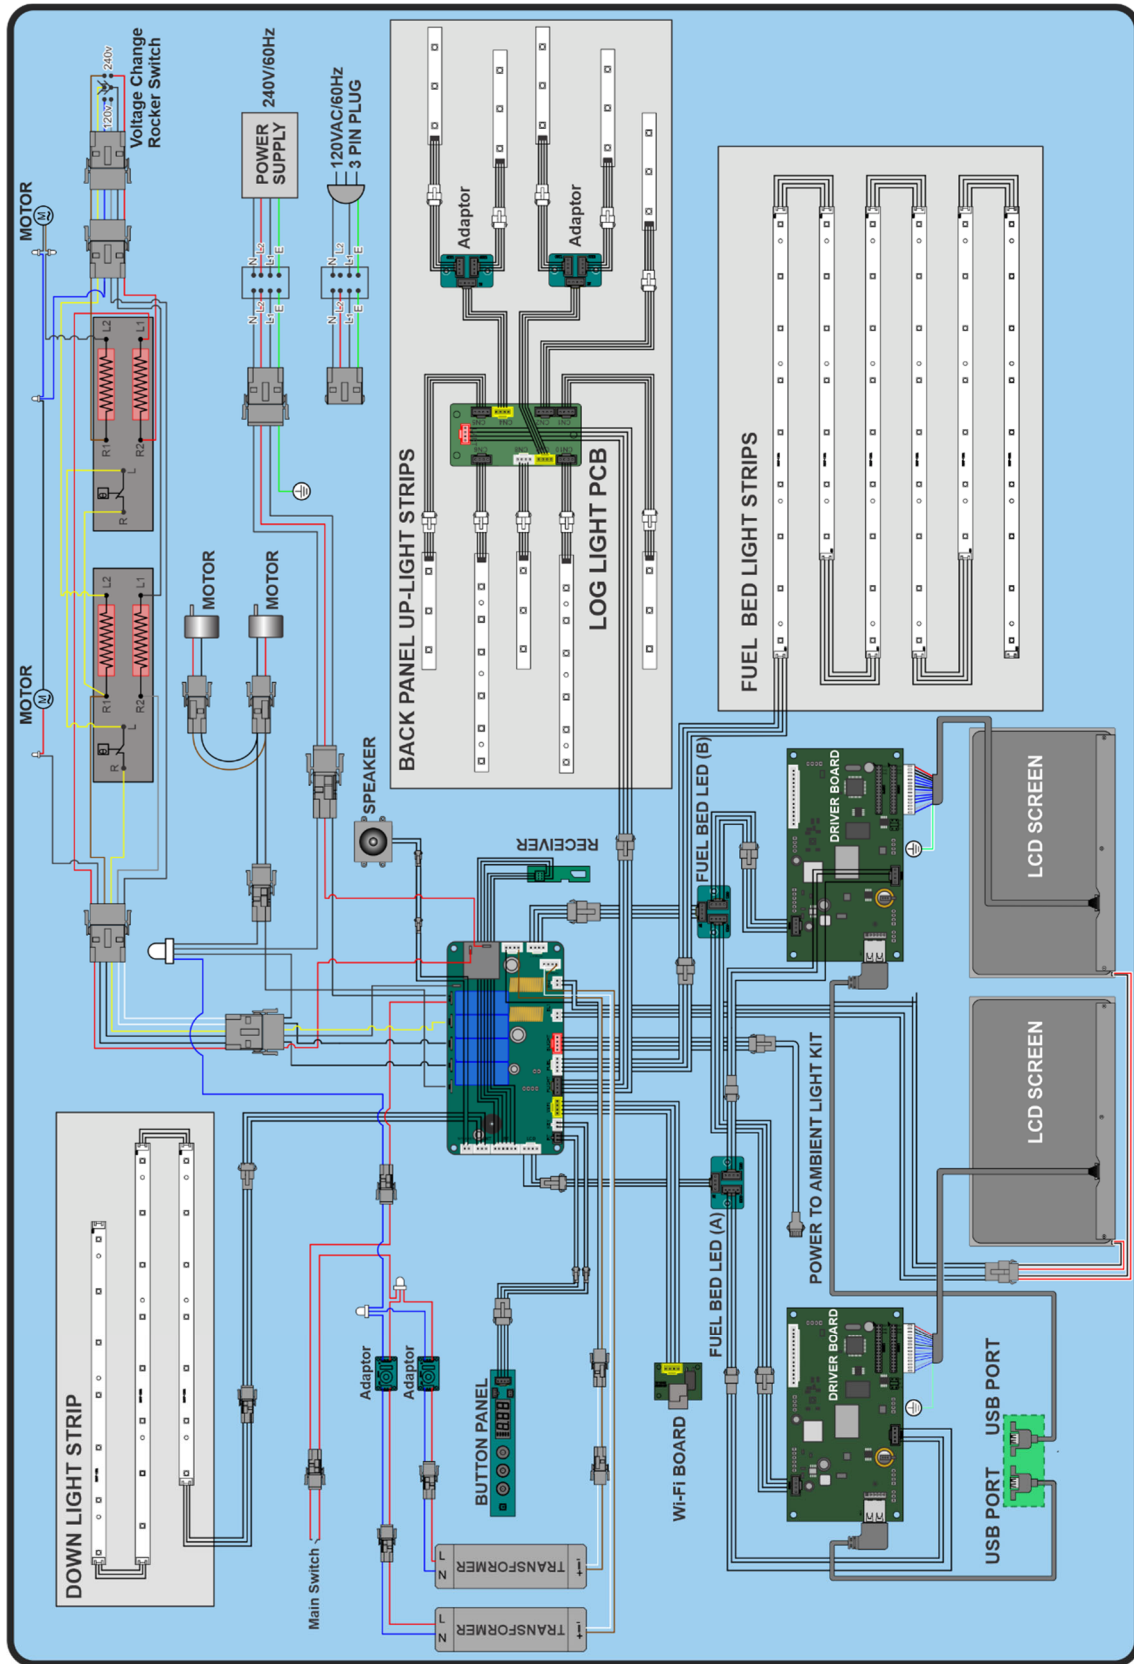 MOTOR
Voltage Change
Rocker Switch
240v
120v
L2
L1
R1
R2
L
R
MOTOR
L2
L1
R1
R2
L
R
240V/60Hz
POWER
SUPPLY
N
L2
L1
E
N
L2
L1
E
120VAC/60Hz
3 PIN PLUG
N
L2
L1
E
N
L2
L1
E
MOTOR
MOTOR
SPEAKER
RECEIVER
BACK PANEL UP-LIGHT STRIPS
Adaptor
Adaptor
LOG LIGHT PCB
FUEL BED LIGHT STRIPS
FUEL BED LED (B)
DRIVER BOARD
LCD SCREEN
LCD SCREEN
POWER TO AMBIENT LIGHT KIT
FUEL BED LED (A)
DRIVER BOARD
USB PORT
USB PORT
DOWN LIGHT STRIP
Main Switch
Adaptor
Adaptor
BUTTON PANEL
Wi-Fi BOARD
L
N
TRANSFORMER
L
N
TRANSFORMER